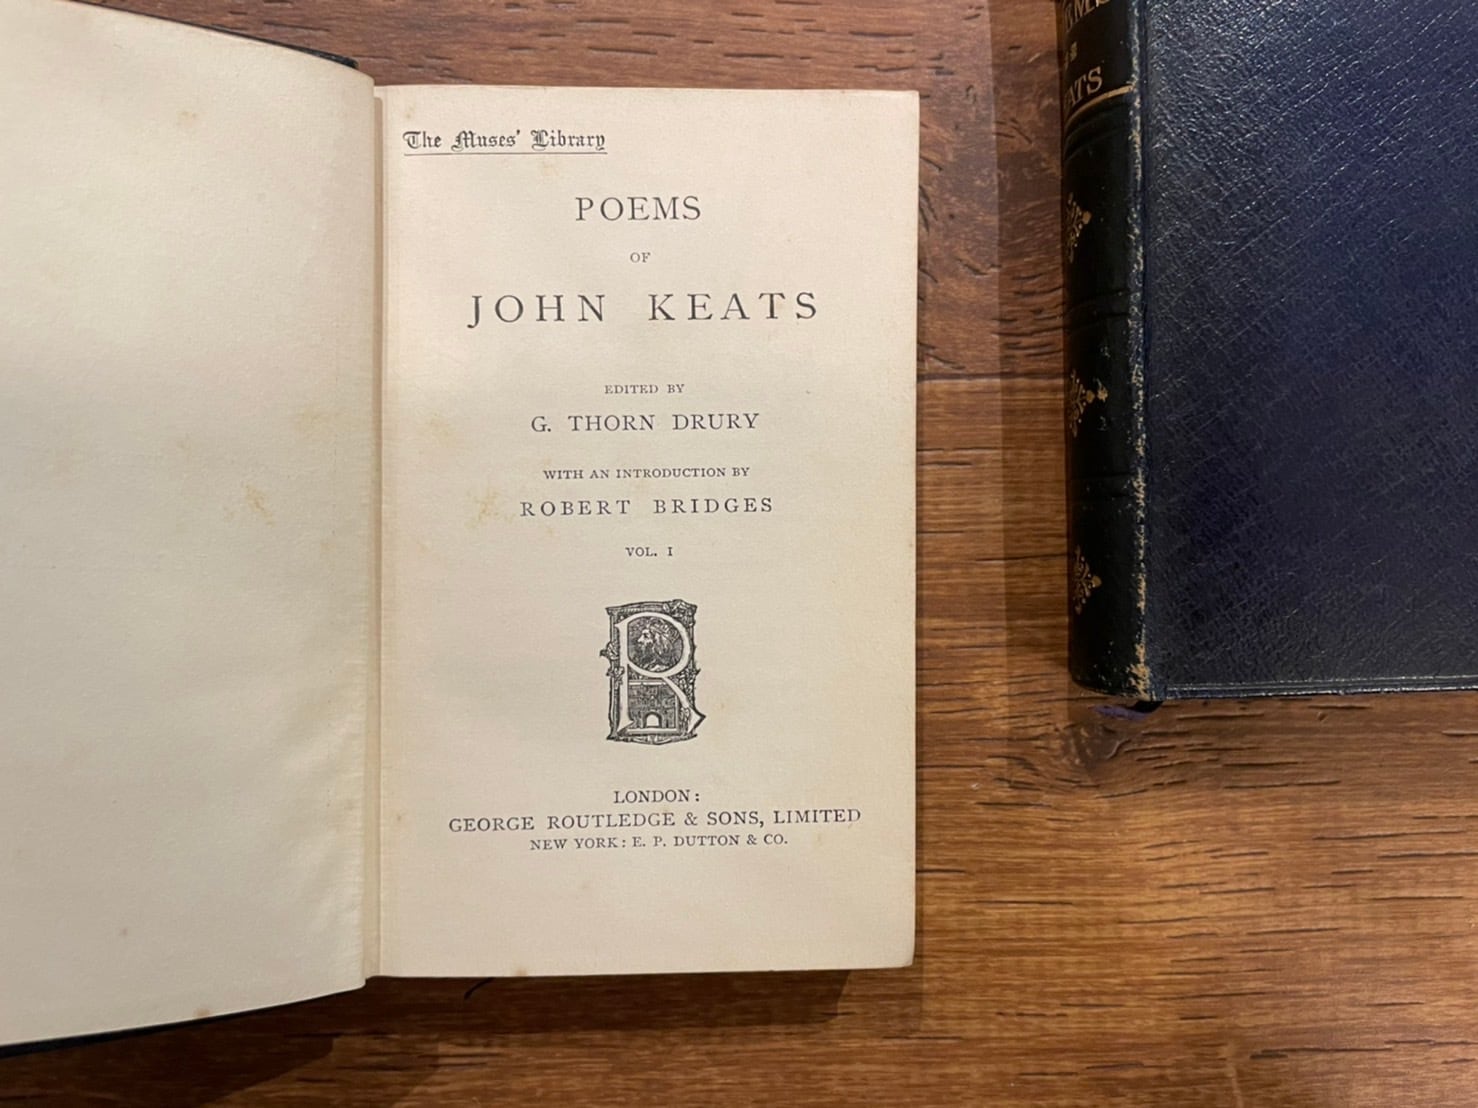 The Muses' Library
POEMS
OF
JOHN KEATS
EDITED BY
G. THORN DRURY
WITH AN INTRODUCTION BY
ROBERT BRIDGES
VOL. I
R
LONDON:
GEORGE ROUTLEDGE & SONS, LIMITED
NEW YORK: E. P. DUTTON & CO.